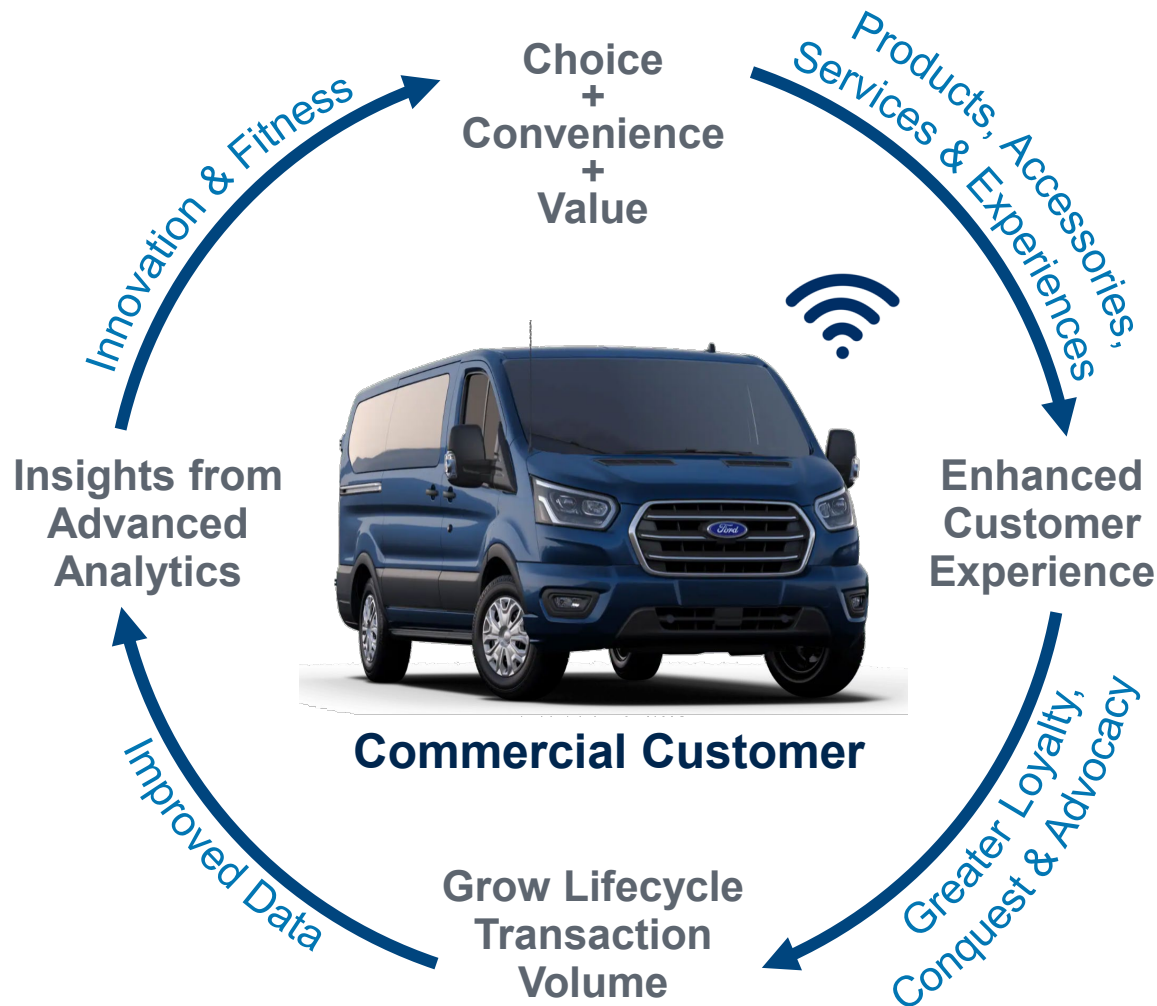 Choice
+
Convenience
+
Value
Products, Accessories,
Services & Experiences
Enhanced
Customer
Experience
Greater Loyalty,
Conquest & Advocacy
Grow Lifecycle
Transaction
Volume
Improved Data
Insights from
Advanced
Analytics
Innovation & Fitness
Ford
Commercial Customer